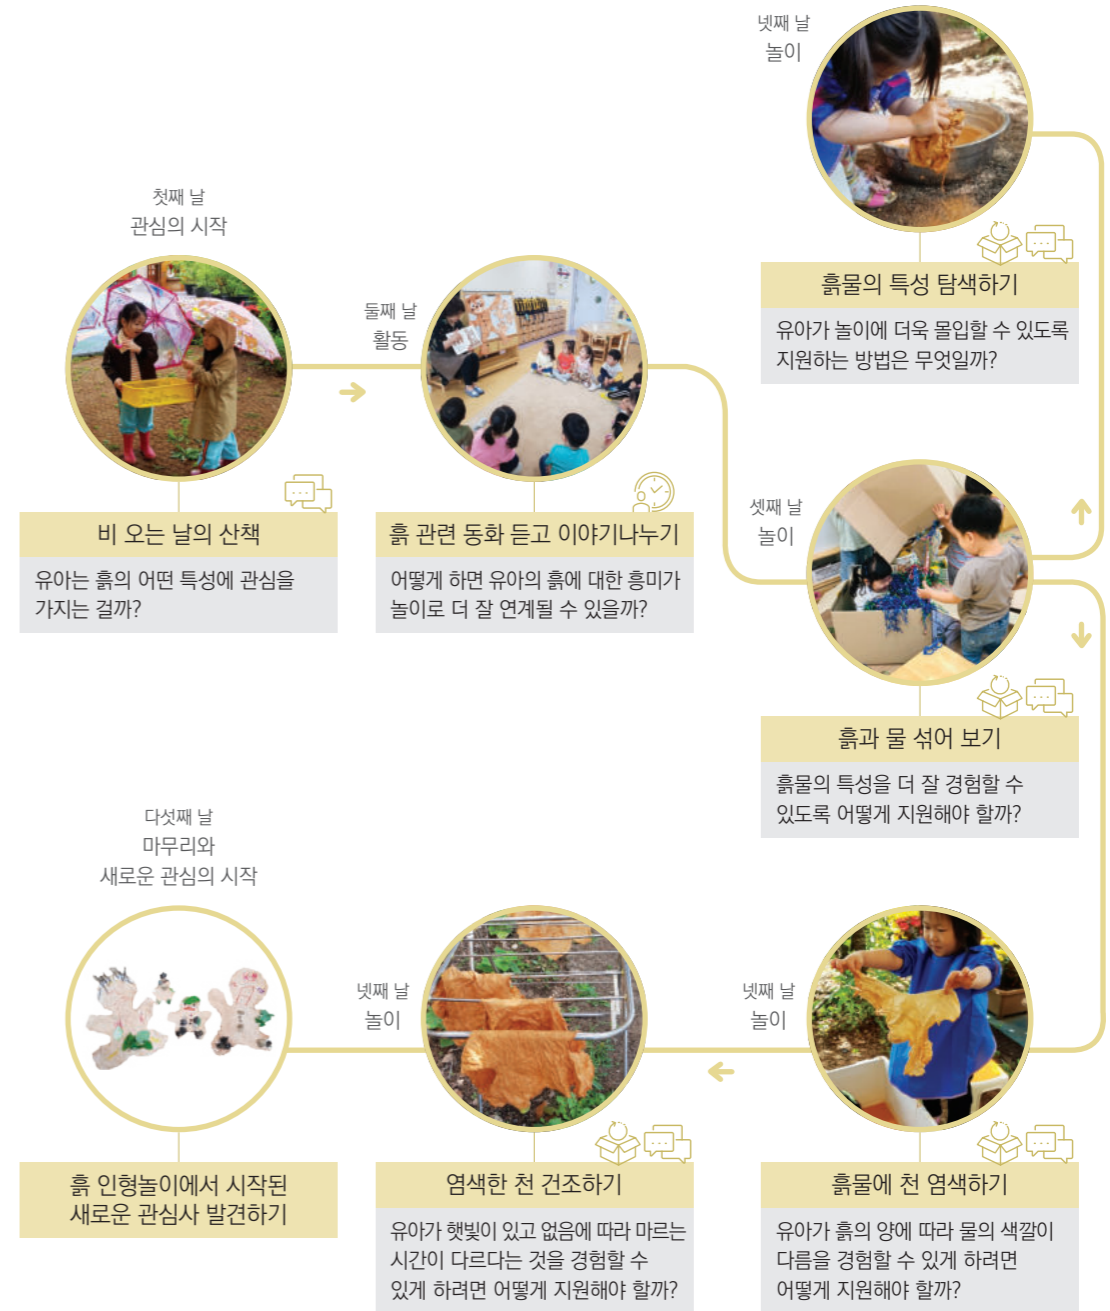 첫째 날
관심의 시작
비 오는 날의 산책
유아는 흙의 어떤 특성에 관심을
가지는 걸까?
둘째 날
활동
흙 관련 동화 듣고 이야기나누기
어떻게 하면 유아의 흙에 대한 흥미가
놀이로 더 잘 연계될 수 있을까?
셋째 날
놀이
흙과 물 섞어 보기
흙물의 특성을 더 잘 경험할 수
있도록 어떻게 지원해야 할까?
넷째 날
놀이
흙물의 특성 탐색하기
유아가 놀이에 더욱 몰입할 수 있도록
지원하는 방법은 무엇일까?
넷째 날
놀이
흙물에 천 염색하기
유아가 흙의 양에 따라 물의 색깔이
다름을 경험할 수 있게 하려면
어떻게 지원해야 할까?
넷째 날
놀이
염색한 천 건조하기
유아가 햇빛이 있고 없음에 따라 마르는
시간이 다르다는 것을 경험할 수
있게 하려면 어떻게 지원해야 할까?
다섯째 날
마무리와
새로운 관심의 시작
흙 인형놀이에서 시작된
새로운 관심사 발견하기